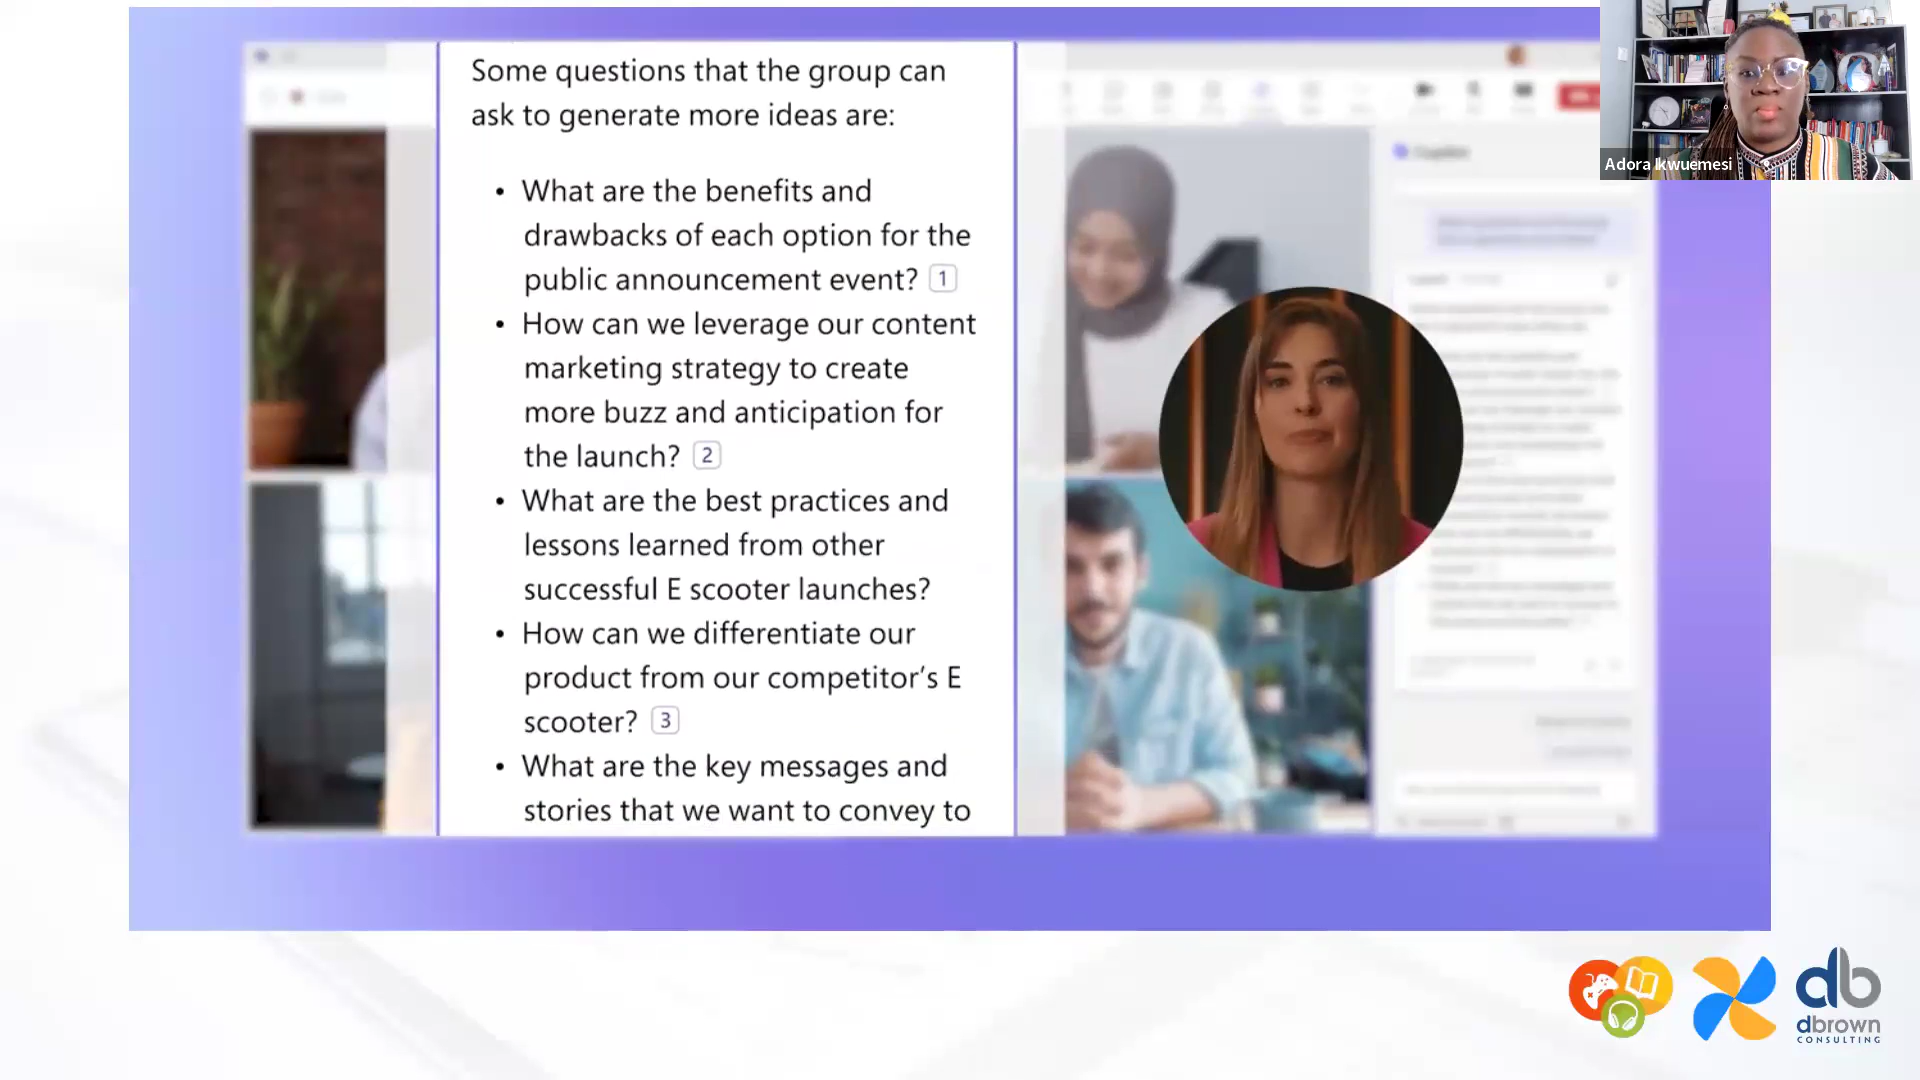 Some questions that the group can
ask to generate more ideas are:
• What are the benefits and
drawbacks of each option for the
public announcement event? 1
• How can we leverage our content
marketing strategy to create
more buzz and anticipation for
the launch? 2
• What are the best practices and
lessons learned from other
successful E scooter launches?
• How can we differentiate our
product from our competitor’s E
scooter? 3
• What are the key messages and
stories that we want to convey to
Adora Ikwuemesi
Copilot
db
dbrown
CONSULTING